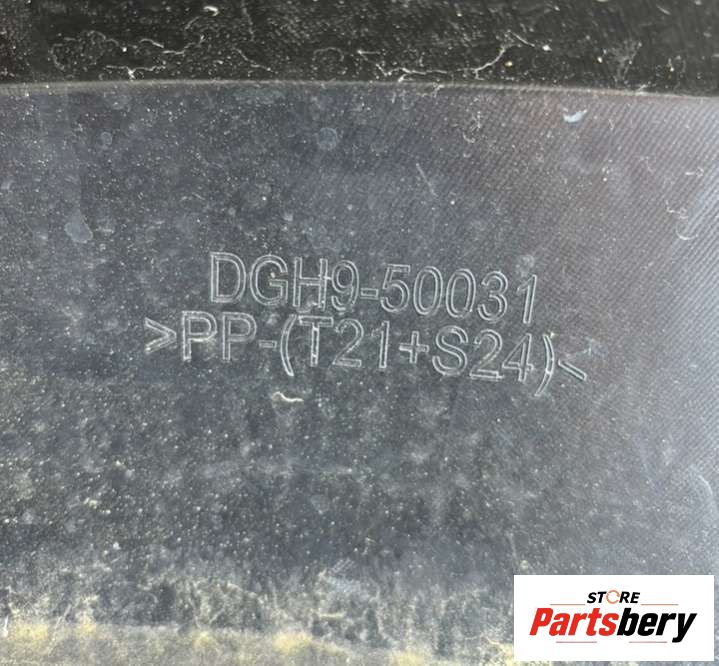 DGH9-50031
>PP-(T21+S24)<
STORE
Partsbery